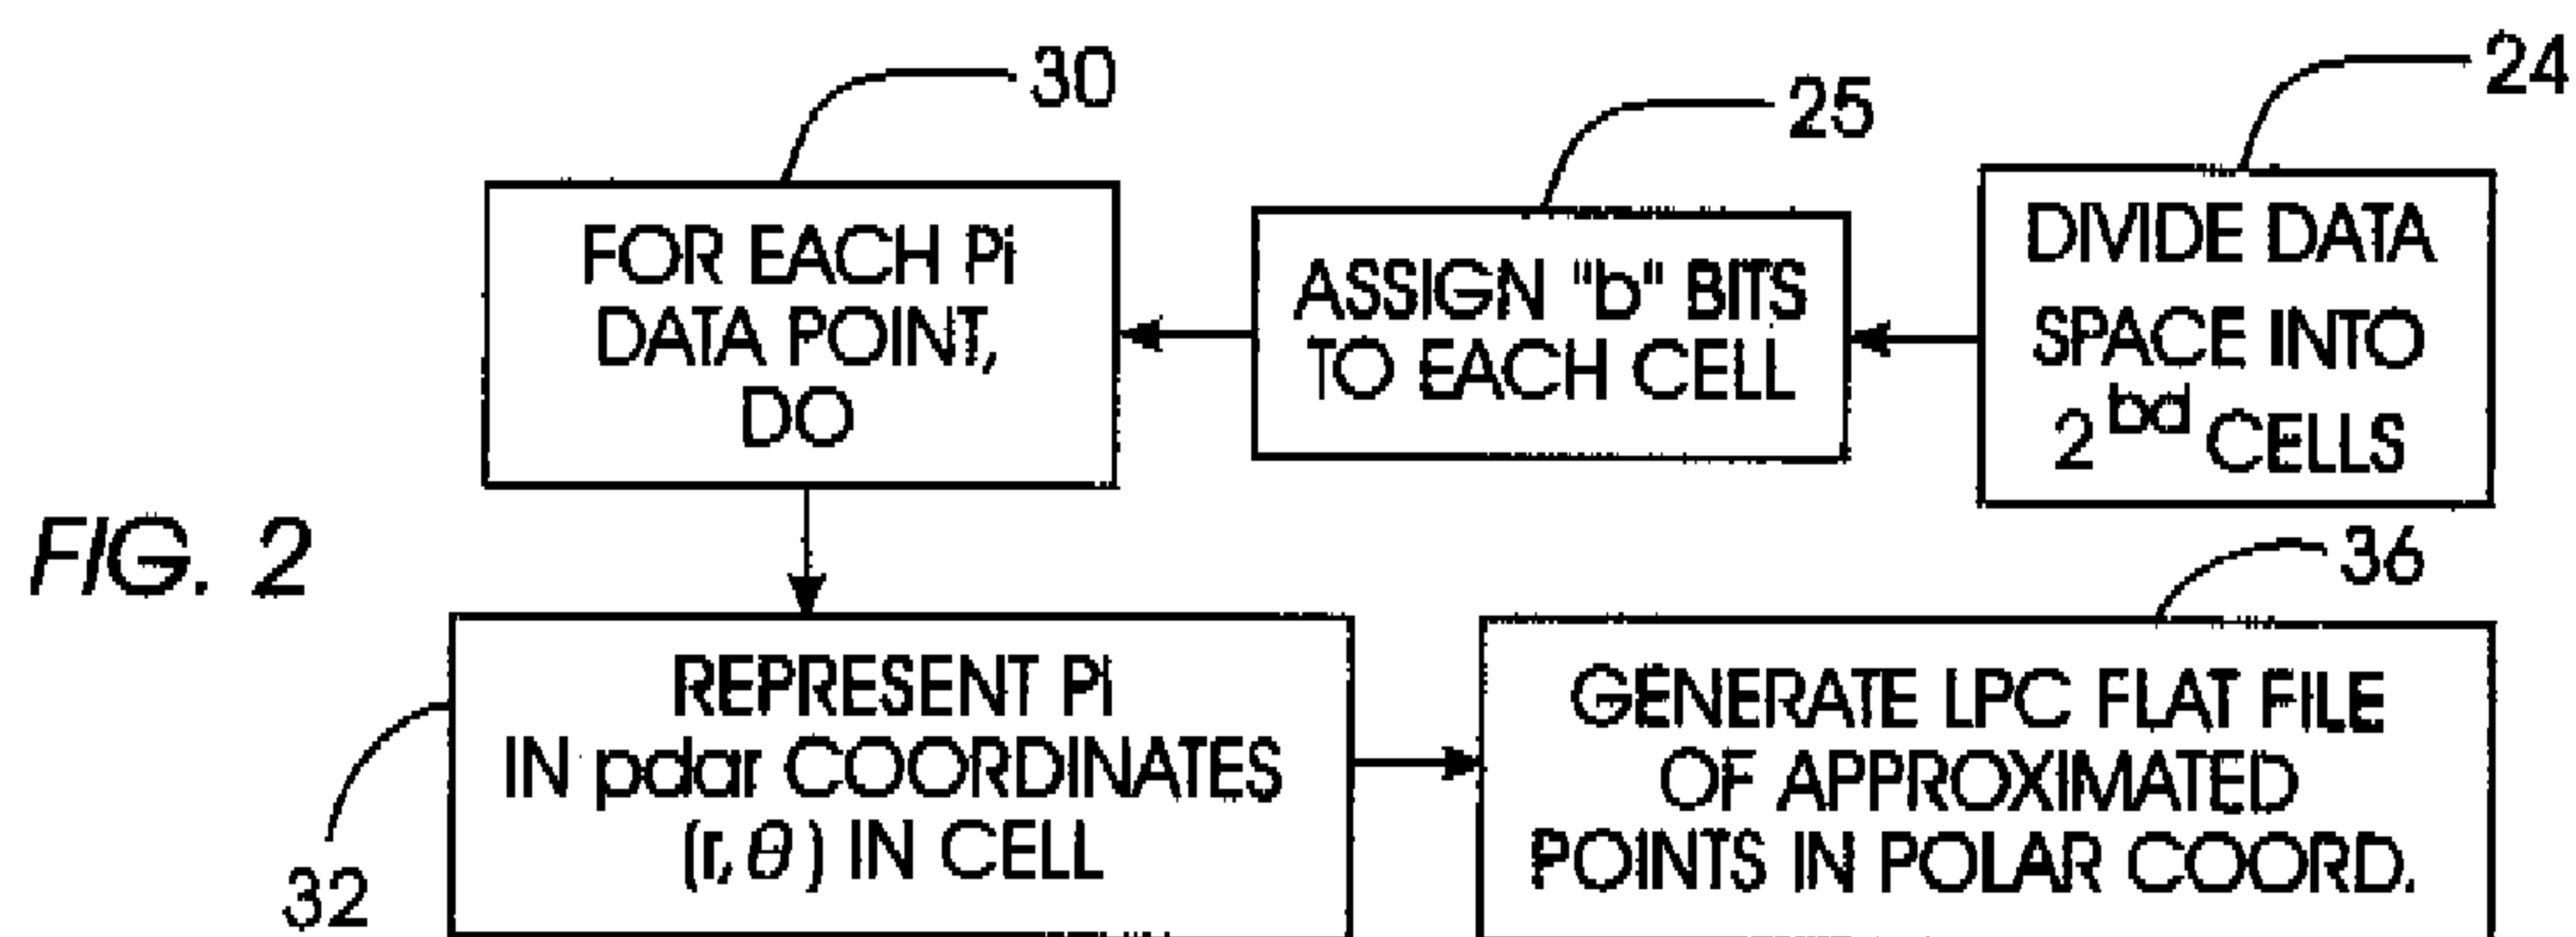 30
25
24
FOR EACH Pi
DATA POINT,
DO
ASSIGN "b" BITS
TO EACH CELL
DIVIDE DATA
SPACE INTO
2^bd CELLS
FIG. 2
36
REPRESENT Pi
IN pdar COORDINATES
(r, θ) IN CELL
32
GENERATE LPC FLAT FILE
OF APPROXIMATED
POINTS IN POLAR COORD.